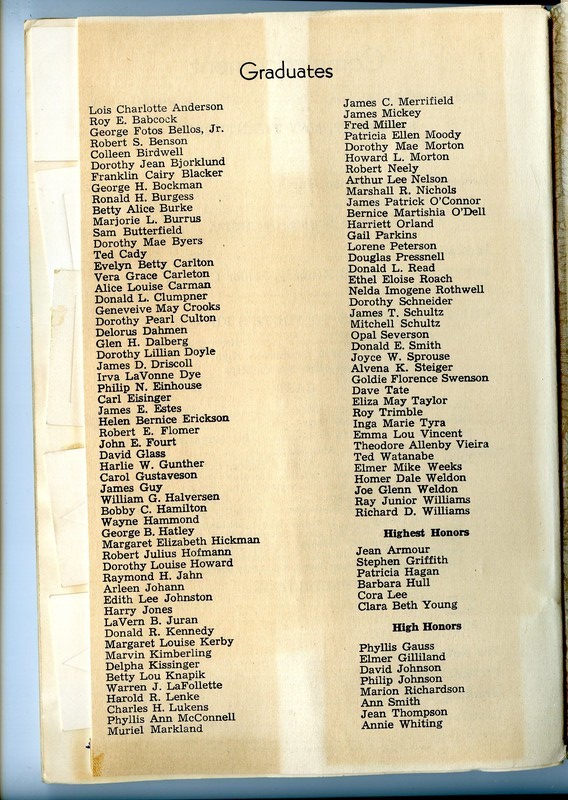 Graduates
Lois Charlotte Anderson
Roy E. Babcock
George Fotos Bellos, Jr.
Robert S. Benson
Coileen Birdwell
Dorothy Jean Bjorklund
Franklin Cairy Blacker
George H. Bockman
Ronald H. Burgess
Betty Alice Burke
Marjorie L. Burrus
Sam Butterfield
Dorothy Mae Byers
Ted Cady
Evelyn Betty Carlton
Vera Grace Carleton
Alice Louise Carman
Donald L. Clumpner
Geneveive May Crooks
Dorothy Pearl Culton
Delorus Dahmen
Glen H. Dalberg
Dorothy Lillian Doyle
James D. Driscoll
Irva LaVonne Dye
Philip N. Einhouse
Carl Eisinger
James E. Estes
Helen Bernice Erickson
Robert E. Flomer
John E. Fourt
David Glass
Harlie W. Gunther
Carol Gustaveson
James Guy
William G. Halversen
Bobby C. Hamilton
Wayne Hammond
George B. Hatley
Margaret Elizabeth Hickman
Robert Julius Hofmann
Dorothy Louise Howard
Raymond H. Jahn
Arleen Johann
Edith Lee Johnston
Harry Jones
LaVern B. Juran
Donald R. Kennedy
Margaret Louise Kerby
Marvin Kimberling
Delpha Kissinger
Betty Lou Knapik
Warren J. LaFollette
Harold R. Lenke
Charles H. Lukens
Phyllis Ann McConnell
Muriel Markland
James C. Merrifield
James Mickey
Fred Miller
Patricia Ellen Moody
Dorothy Mae Morton
Howard L. Morton
Robert Neely
Arthur Lee Nelson
Marshall R. Nichols
James Patrick O'Connor
Bernice Martishia O'Dell
Harriett Orland
Gail Parkins
Lorene Peterson
Douglas Pressnell
Donald L. Read
Ethel Eloise Roach
Nelda Imogene Rothwell
Dorothy Schneider
James T. Schultz
Mitchell Schultz
Opal Severson
Donald E. Smith
Joyce W. Sprouse
Alvena K. Steiger
Goldie Florence Swenson
Dave Tate
Eliza May Taylor
Roy Trimble
Inga Marie Tyra
Emma Lou Vincent
Theodore Allenby Vieira
Ted Watanabe
Elmer Mike Weeks
Homer Dale Weldon
Joe Glenn Weldon
Ray Junior Williams
Richard D. Williams
Highest Honors
Jean Armour
Stephen Griffith
Patricia Hagan
Barbara Hull
Cora Lee
Clara Beth Young
High Honors
Phyllis Gauss
Elmer Gilliland
David Johnson
Philip Johnson
Marion Richardson
Ann Smith
Jean Thompson
Annie Whiting